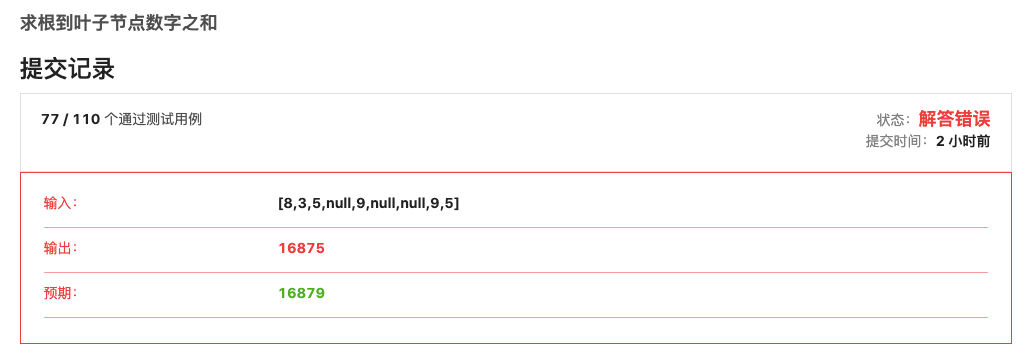 求根到叶子节点数字之和
提交记录
77 / 110 个通过测试用例
状态：解答错误
提交时间：2 小时前
输入：
[8,3,5,null,9,null,null,9,5]
输出：
16875
预期：
16879